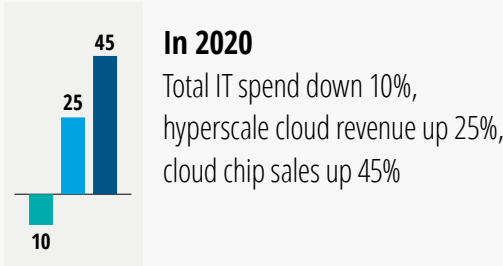 45
25
10
In 2020
Total IT spend down 10%,
hyperscale cloud revenue up 25%,
cloud chip sales up 45%